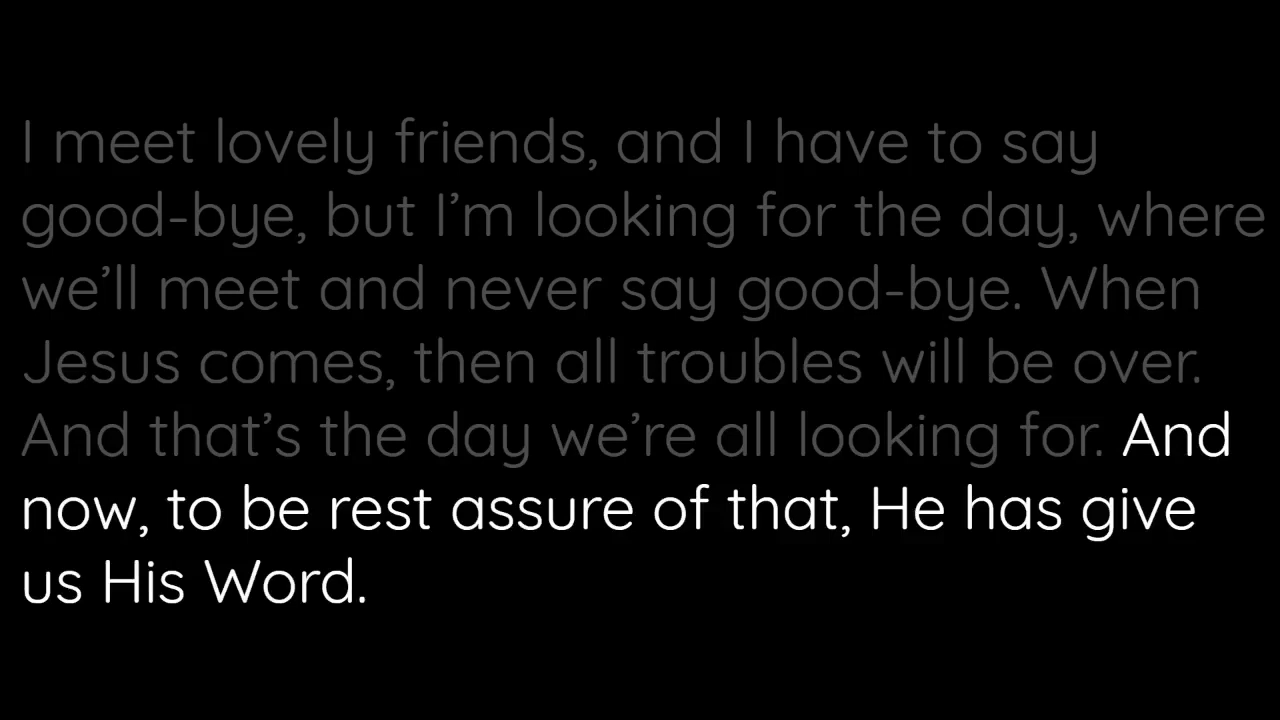 I meet lovely friends, and I have to say
good-bye, but I’m looking for the day, where
we’ll meet and never say good-bye. When
Jesus comes, then all troubles will be over.
And that’s the day we’re all looking for. And
now, to be rest assure of that, He has give
us His Word.